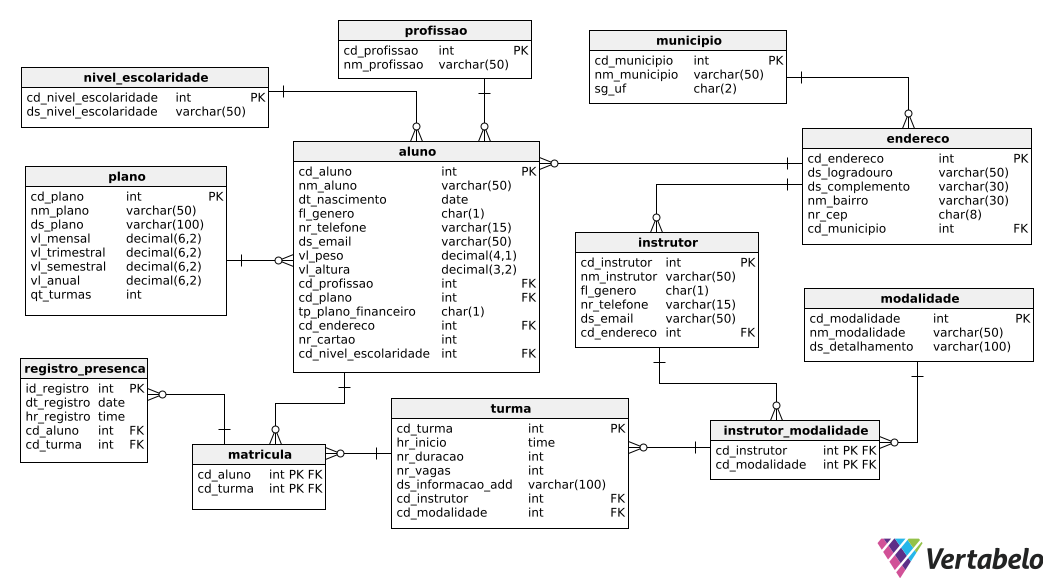 profissao
cd_profissao int PK
nm_profissao varchar(50)
municipio
cd_municipio int PK
nm_municipio varchar(50)
sg_uf char(2)
nivel_escolaridade
cd_nivel_escolaridade int PK
ds_nivel_escolaridade varchar(50)
endereco
cd_endereco int PK
ds_logradouro varchar(50)
ds_complemento varchar(30)
nm_bairro varchar(30)
nr_cep char(8)
cd_municipio int FK
aluno
cd_aluno int PK
nm_aluno varchar(50)
dt_nascimento date
fl_genero char(1)
nr_telefone varchar(15)
ds_email varchar(50)
vl_peso decimal(4,1)
vl_altura decimal(3,2)
cd_profissao int FK
cd_plano int FK
tp_plano_financeiro char(1)
cd_endereco int FK
nr_cartao int
cd_nivel_escolaridade int FK
plano
cd_plano int PK
nm_plano varchar(50)
ds_plano varchar(100)
vl_mensal decimal(6,2)
vl_trimestral decimal(6,2)
vl_semestral decimal(6,2)
vl_anual decimal(6,2)
qt_turmas int
instrutor
cd_instrutor int PK
nm_instrutor varchar(50)
fl_genero char(1)
nr_telefone varchar(15)
ds_email varchar(50)
cd_endereco int FK
modalidade
cd_modalidade int PK
nm_modalidade varchar(50)
ds_detalhamento varchar(100)
registro_presenca
id_registro int PK
dt_registro date
hr_registro time
cd_aluno int FK
cd_turma int FK
turma
cd_turma int PK
hr_inicio time
nr_duracao int
nr_vagas int
ds_informacao_add varchar(100)
cd_instrutor int FK
cd_modalidade int FK
instrutor_modalidade
cd_instrutor int PK FK
cd_modalidade int PK FK
matricula
cd_aluno int PK FK
cd_turma int PK FK
Vertabelo